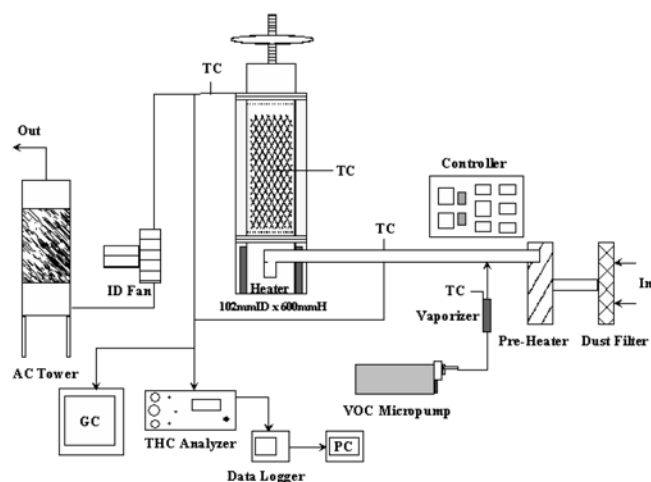 TC
Out
TC
Controller
TC
In
ID Fan
Heater
102mmID x 600mmH
TC
Vaporizer
Pre-Heater
Dust Filter
AC Tower
VOC Micropump
GC
THC Analyzer
PC
Data Logger